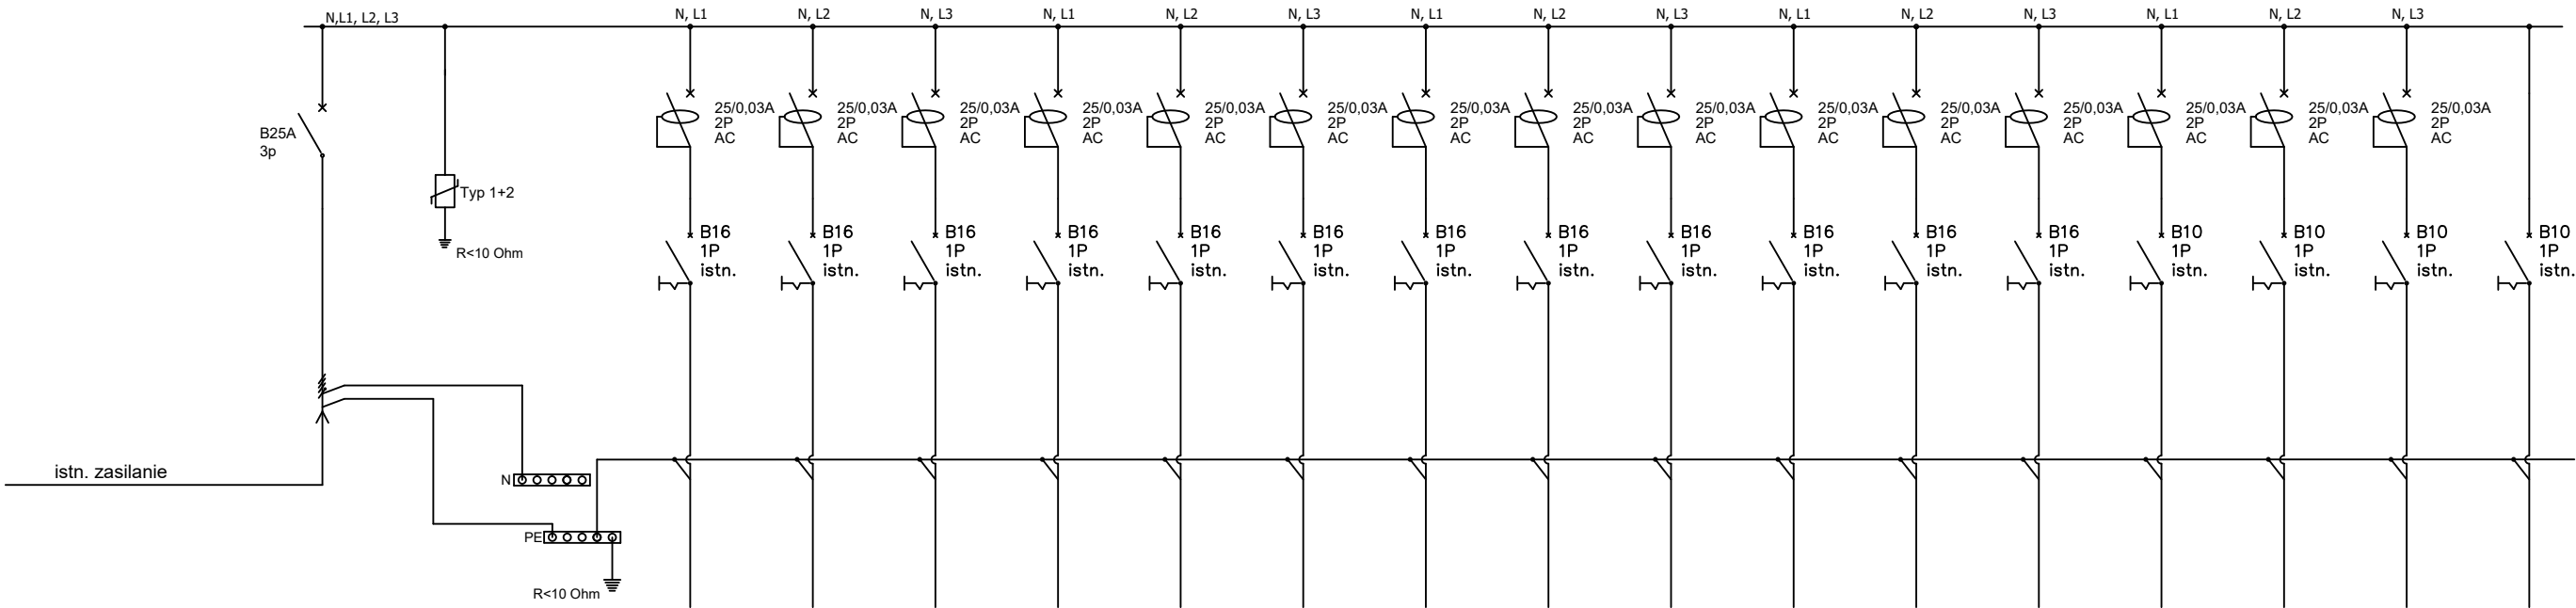 N,L1, L2, L3
N, L1
N, L2
N, L3
N, L1
N, L2
N, L3
N, L1
N, L2
N, L3
N, L1
N, L2
N, L3
N, L1
N, L2
N, L3
B25A
3p
Typ 1+2
R<10 Ohm
25/0,03A
2P
AC
25/0,03A
2P
AC
25/0,03A
2P
AC
25/0,03A
2P
AC
25/0,03A
2P
AC
25/0,03A
2P
AC
25/0,03A
2P
AC
25/0,03A
2P
AC
25/0,03A
2P
AC
25/0,03A
2P
AC
25/0,03A
2P
AC
25/0,03A
2P
AC
25/0,03A
2P
AC
25/0,03A
2P
AC
25/0,03A
2P
AC
B16
1P
istn.
B16
1P
istn.
B16
1P
istn.
B16
1P
istn.
B16
1P
istn.
B16
1P
istn.
B16
1P
istn.
B16
1P
istn.
B16
1P
istn.
B16
1P
istn.
B16
1P
istn.
B16
1P
istn.
B10
1P
istn.
B10
1P
istn.
B10
1P
istn.
B10
1P
istn.
istn. zasilanie
N
PE
R<10 Ohm